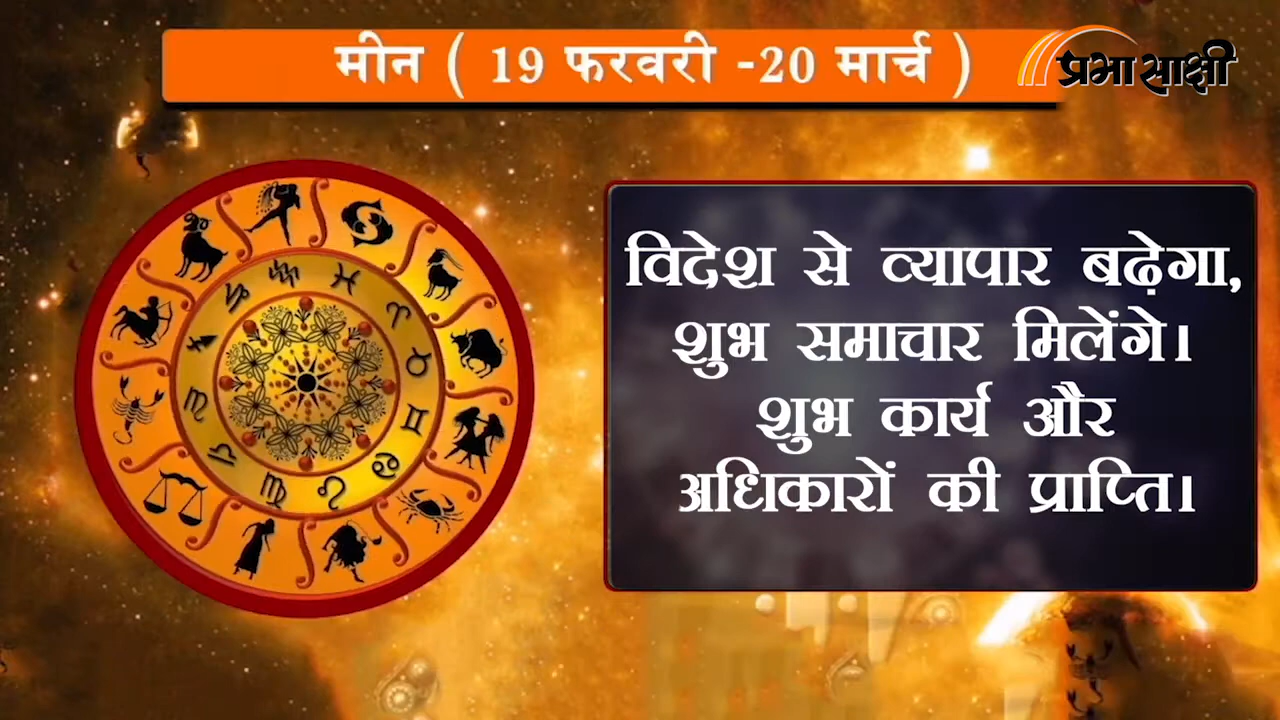 मीन ( 19 फरवरी -20 मार्च )
प्रभासाक्षी
विदेश से व्यापार बढ़ेगा,
शुभ समाचार मिलेंगे।
शुभ कार्य और
अधिकारों की प्राप्ति।